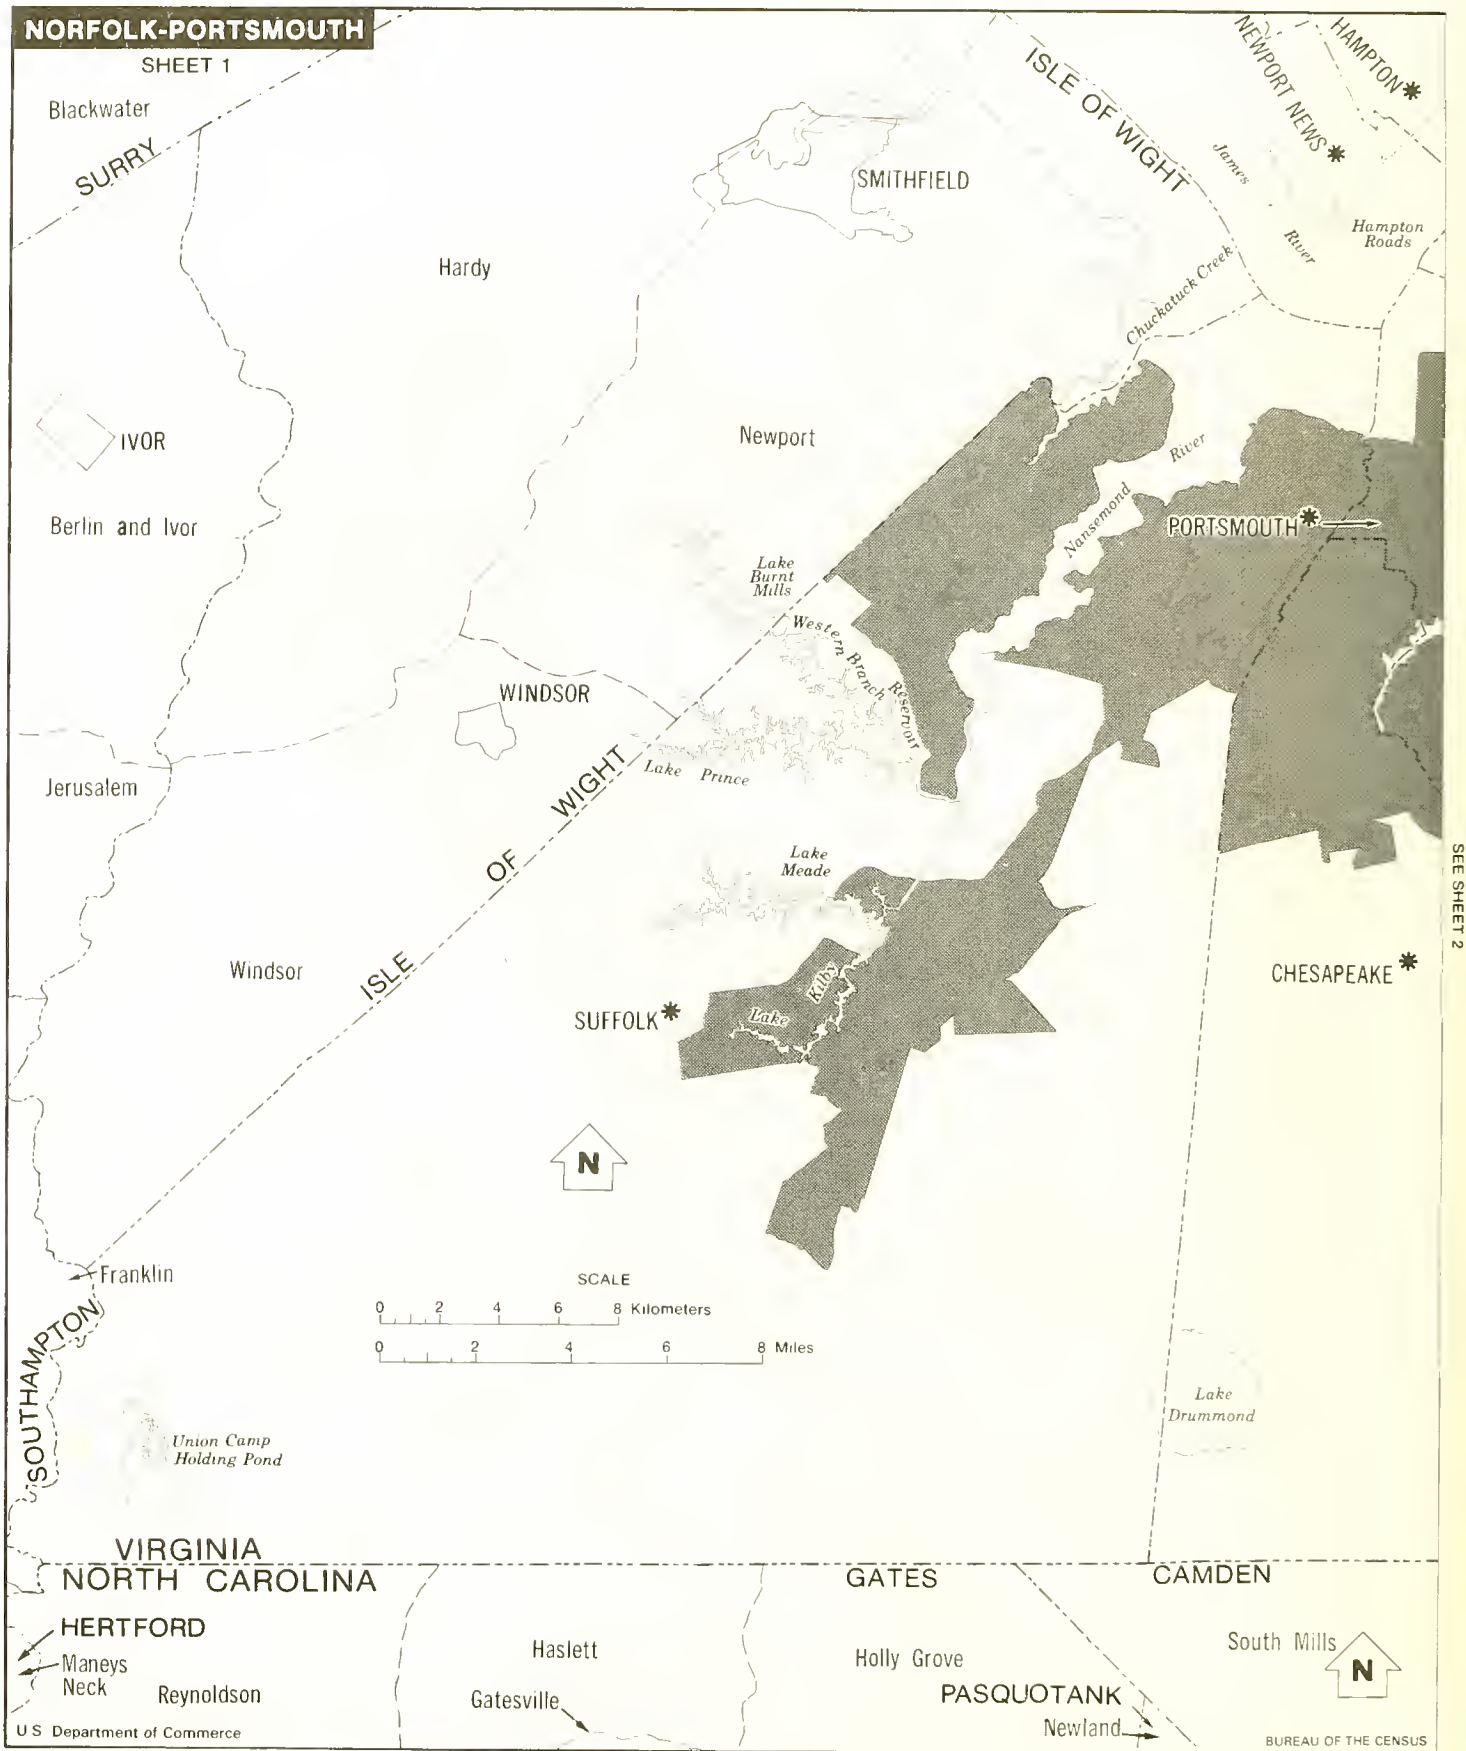 NORFOLK-PORTSMOUTH
SHEET 1
Blackwater
SURRY
ISLE OF WIGHT
NEWPORT NEWS
HAMPTON
James
River
Hampton
Roads
SMITHFIELD
Hardy
Chuckatuck Creek
IVOR
Newport
Berlin and Ivor
Nansemond
River
PORTSMOUTH
Lake
Burnt
Mills
Western Branch Reservoir
WINDSOR
Lake Prince
Jerusalem
ISLE OF WIGHT
Lake
Meade
SEE SHEET 2
Windsor
Lake Kilby
SUFFOLK
CHESAPEAKE
N
Franklin
SCALE
0 2 4 6 8 Kilometers
0 2 4 6 8 Miles
SOUTHAMPTON
Lake
Drummond
Union Camp
Holding Pond
VIRGINIA
NORTH CAROLINA
GATES
CAMDEN
HERTFORD
Maneys
Neck
Reynoldson
Haslett
Gatesville
Holly Grove
South Mills
N
PASQUOTANK
Newland
U S Department of Commerce
BUREAU OF THE CENSUS